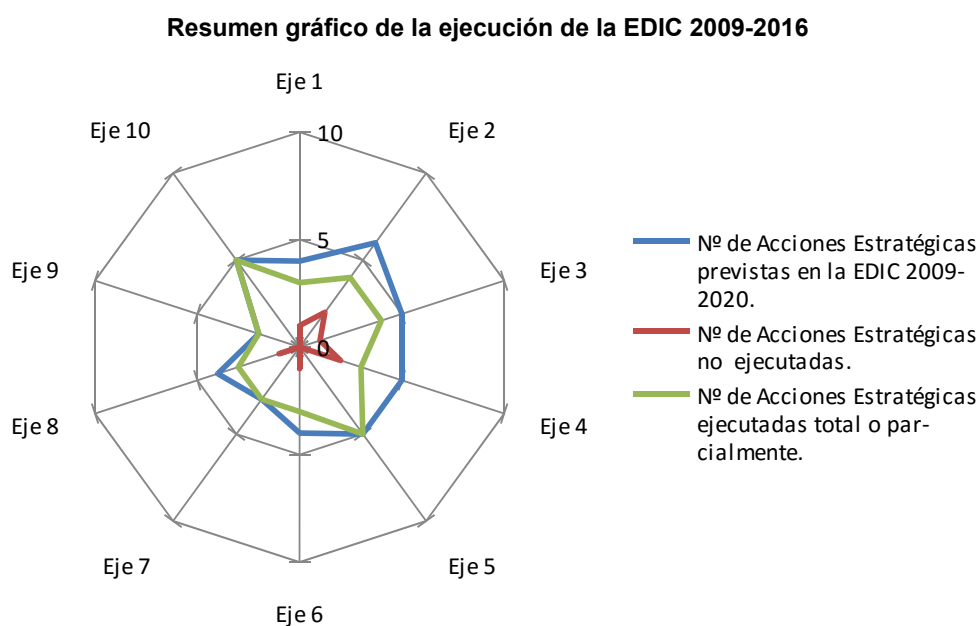 Resumen gráfico de la ejecución de la EDIC 2009-2016
Eje 1
Eje 10
Eje 2
10
5
Eje 9
Eje 3
0
Eje 8
Eje 4
Eje 7
Eje 5
Eje 6
Nº de Acciones Estratégicas
previstas en la EDIC 2009-
2020.
Nº de Acciones Estratégicas
no ejecutadas.
Nº de Acciones Estratégicas
ejecutadas total o par-
cialmente.